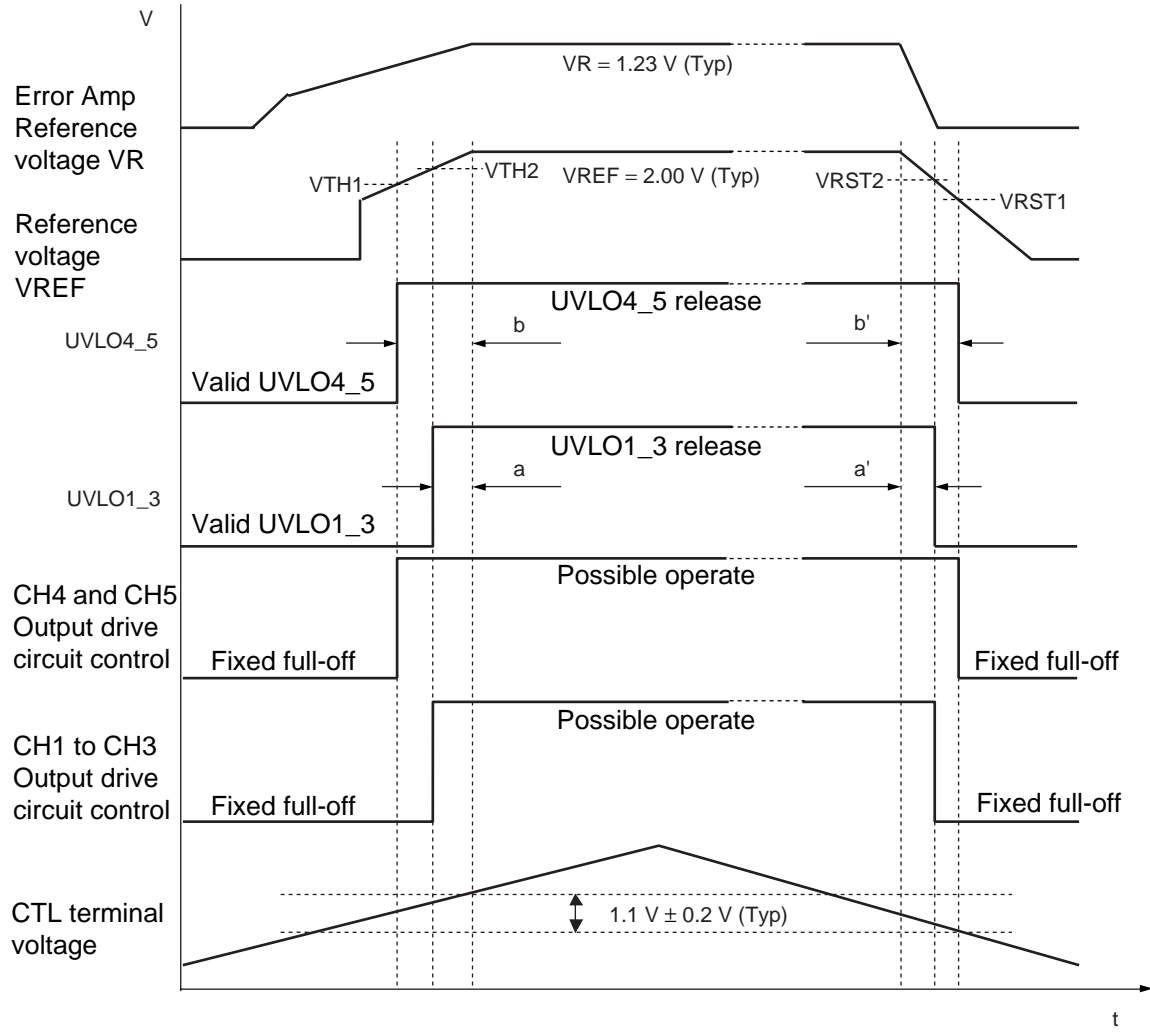 V
VR = 1.23 V (Typ)
Error Amp
Reference
voltage VR
VTH1
VTH2
VREF = 2.00 V (Typ)
VRST2
VRST1
Reference
voltage
VREF
UVLO4_5 release
UVLO4_5
b
b'
Valid UVLO4_5
UVLO1_3 release
UVLO1_3
a
a'
Valid UVLO1_3
CH4 and CH5
Output drive
circuit control
Possible operate
Fixed full-off
Fixed full-off
CH1 to CH3
Output drive
circuit control
Possible operate
Fixed full-off
Fixed full-off
CTL terminal
voltage
1.1 V ± 0.2 V (Typ)
t